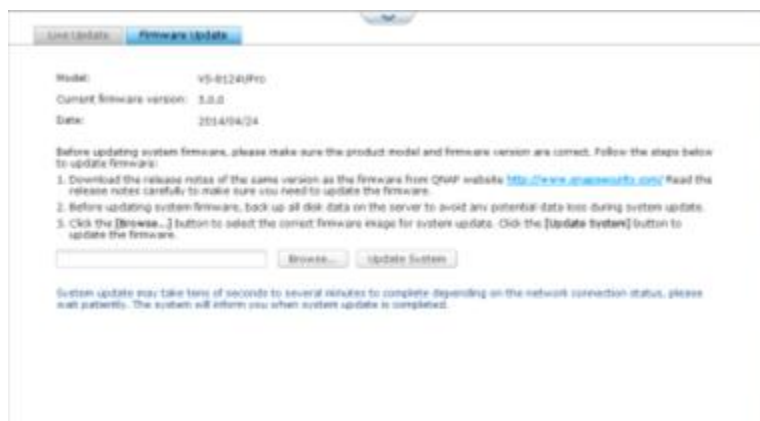 Live Update
Firmware Update
Model: VS-8124UPro
Current firmware version: 3.0.0
Date: 2014/04/24
Before updating system firmware, please make sure the product model and firmware version are correct. Follow the steps below
to update firmware:
1. Download the release notes of the same version as the firmware from QNAP website http://www.qnapsecurity.com/ Read the
release notes carefully to make sure you need to update the firmware.
2. Before updating system firmware, back up all disk data on the server to avoid any potential data loss during system update.
3. Click the [Browse...] button to select the correct firmware image for system update. Click the [Update System] button to
update the firmware.
Browse... Update System
System update may take tens of seconds to several minutes to complete depending on the network connection status, please
wait patiently. The system will inform you when system update is completed.